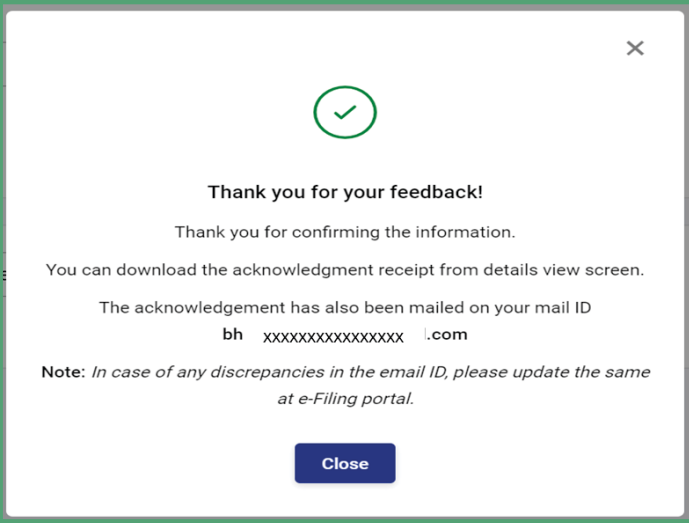 Thank you for your feedback!
Thank you for confirming the information.
You can download the acknowledgment receipt from details view screen.
The acknowledgement has also been mailed on your mail ID
bh xxxxxxxxxxxxxxxx .com
Note: In case of any discrepancies in the email ID, please update the same
at e-Filing portal.
Close